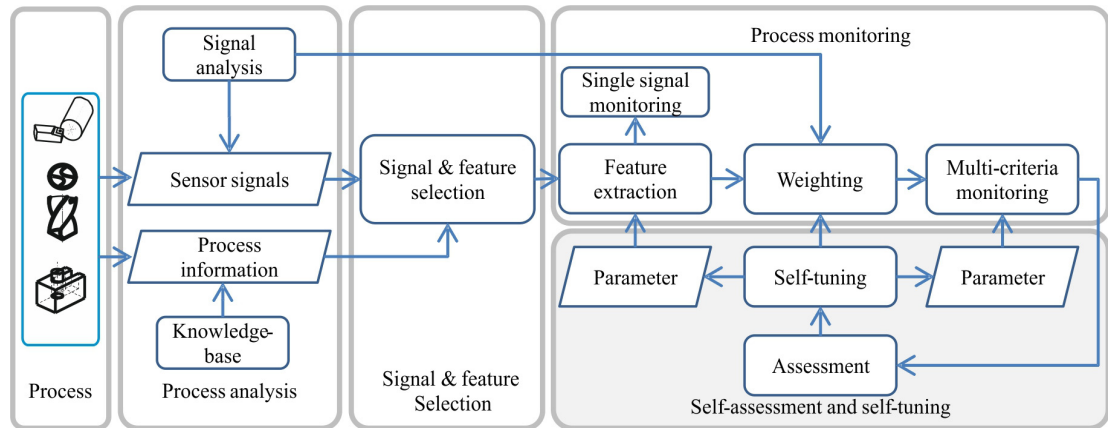 Process
Signal
analysis
Sensor signals
Process
information
Knowledge-
base
Process analysis
Signal & feature
selection
Signal & feature
Selection
Process monitoring
Single signal
monitoring
Feature
extraction
Weighting
Multi-criteria
monitoring
Parameter
Self-tuning
Parameter
Assessment
Self-assessment and self-tuning